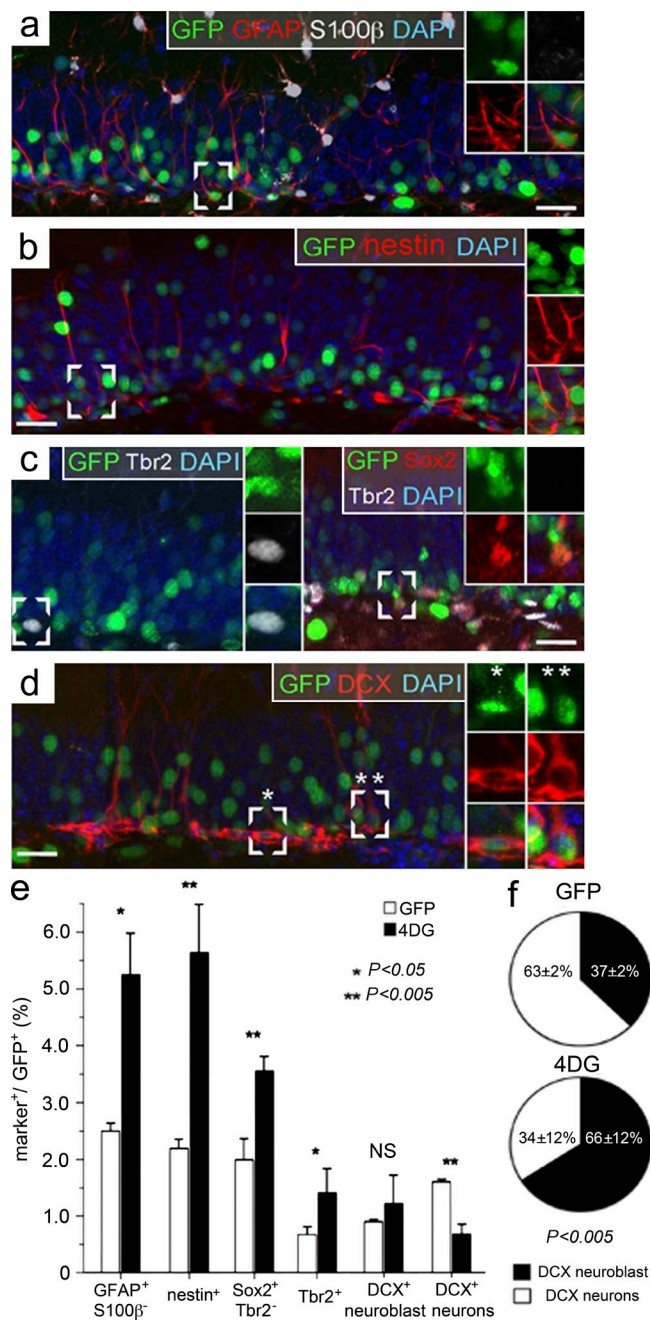 a
GFP GFAP S100β DAPI
b
GFP nestin DAPI
c
GFP Tbr2 DAPI
GFP Sox2
Tbr2 DAPI
d
GFP DCX DAPI
*
**
*
**
e
marker⁺/ GFP⁺ (%)
6.0
5.0
4.0
3.0
2.0
1.0
0
*
**
**
*
NS
**
GFP
4DG
* P<0.05
** P<0.005
GFAP⁺ S100β⁻
nestin⁺
Sox2⁺ Tbr2⁻
Tbr2⁺
DCX⁺ neuroblast
DCX⁺ neurons
f
GFP
63±2%
37±2%
4DG
34±12%
66±12%
P<0.005
DCX neuroblast
DCX neurons